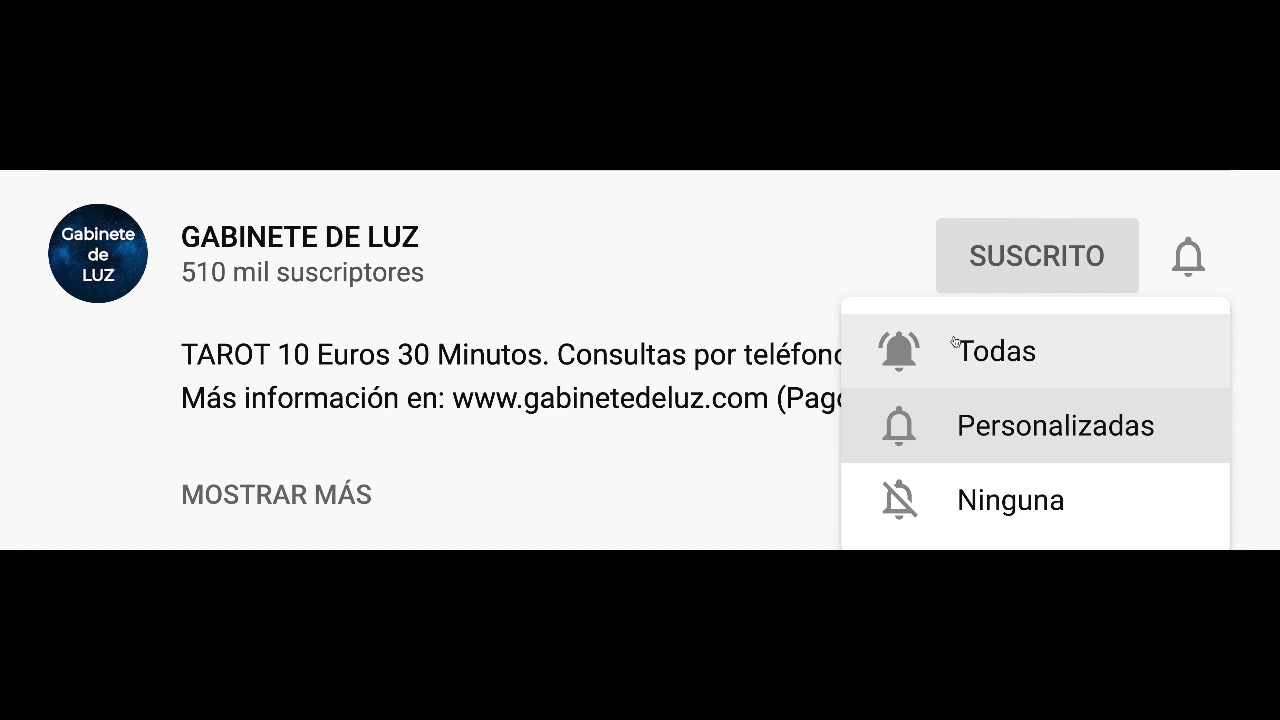 Gabinete
de
LUZ
GABINETE DE LUZ
510 mil suscriptores
SUSCRITO
TAROT 10 Euros 30 Minutos. Consultas por teléfono
Más información en: www.gabinetedeluz.com (Pago
MOSTRAR MÁS
Todas
Personalizadas
Ninguna